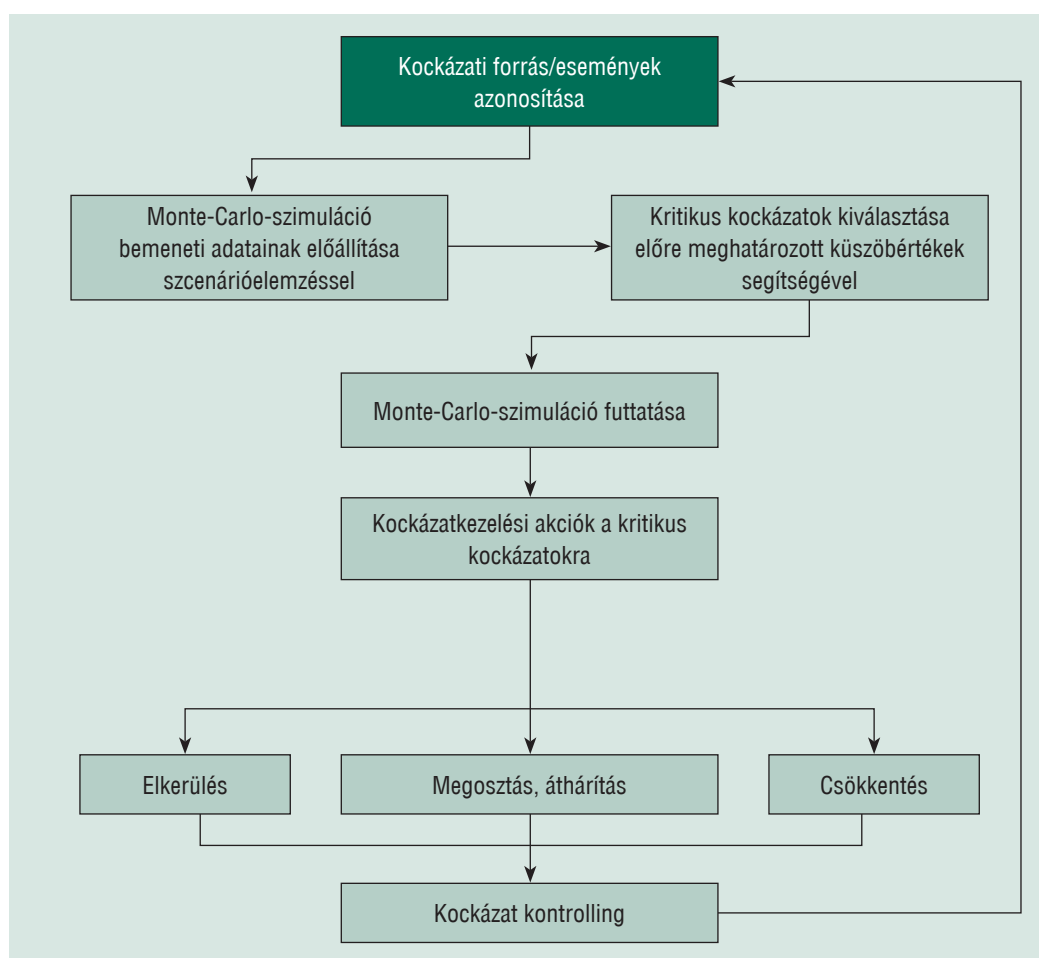 Kockázati forrás/események
azonosítása
Monte-Carlo-szimuláció
bemeneti adatainak előállítása
szcenárióelemzéssel
Kritikus kockázatok kiválasztása
előre meghatározott küszöbértékek
segítségével
Monte-Carlo-szimuláció futtatása
Kockázatkezelési akciók a kritikus
kockázatokra
Elkerülés
Megosztás, áthárítás
Csökkentés
Kockázat kontrolling